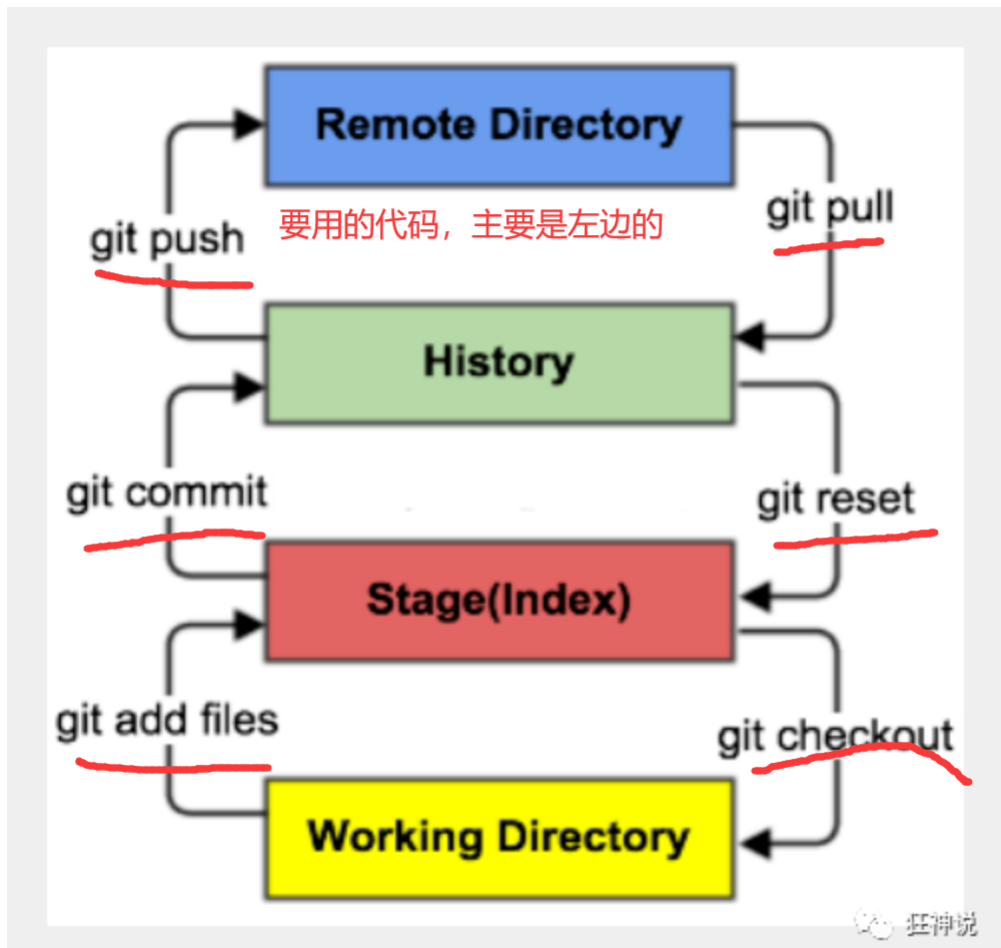 Remote Directory
git push
要用的代码，主要是左边的
git pull
History
git commit
git reset
Stage(Index)
git add files
git checkout
Working Directory
狂神说